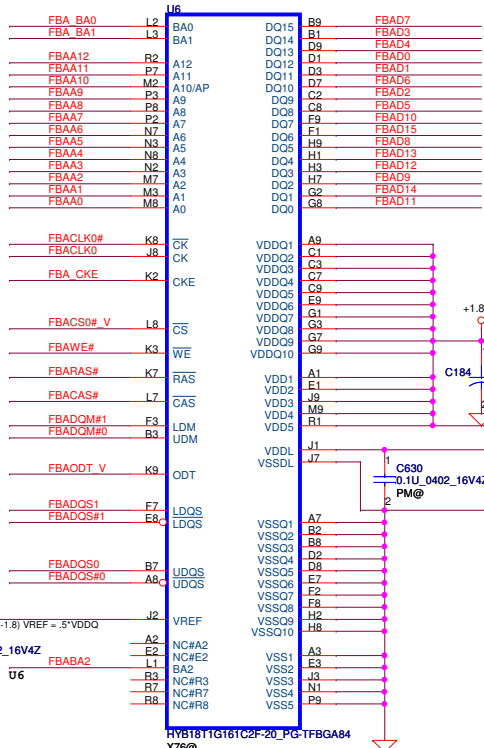 U6
FBA_BA0 L2 BA0 DQ15 B9 FBAD7
FBA_BA1 L3 BA1 DQ14 B1 FBAD3
DQ13 D9 FBAD4
FBAA12 R2 A12 DQ12 D1 FBAD0
FBAA11 P7 A11 DQ11 D3 FBAD1
FBAA10 M2 A10/AP DQ10 D7 FBAD6
FBAA9 P3 A9 DQ9 C2 FBAD2
FBAA8 P8 A8 DQ8 C8 FBAD5
FBAA7 P2 A7 DQ7 F9 FBAD10
FBAA6 N7 A6 DQ6 F1 FBAD15
FBAA5 N3 A5 DQ5 H9 FBAD8
FBAA4 N8 A4 DQ4 H1 FBAD13
FBAA3 N2 A3 DQ3 H3 FBAD12
FBAA2 M7 A2 DQ2 H7 FBAD9
FBAA1 M3 A1 DQ1 G2 FBAD14
FBAA0 M8 A0 DQ0 G8 FBAD11
FBACLK0# K8 CK VDDQ1 A9
FBACLK0 J8 CK VDDQ2 C1
VDDQ3 C3
FBA_CKE K2 CKE VDDQ4 C7
VDDQ5 C9
VDDQ6 E9
VDDQ7 G1
+1.8
FBACS0#_V L8 CS VDDQ8 G3
VDDQ9 G7
FBAWE# K3 WE VDDQ10 G9
FBARAS# K7 RAS VDD1 A1
C184
VDD2 E1
FBACAS# L7 CAS VDD3 J9
VDD4 M9
2
FBADQM#1 F3 LDM VDD5 R1
FBADQM#0 B3 UDM
VDDL J1
VSSDL J7
1
FBAODT_V K9 ODT
C630
0.1U_0402_16V4Z
PM@
2
FBADQS1 F7 LDQS
FBADQS#1 E8 LDQS VSSQ1 A7
VSSQ2 B2
VSSQ3 B8
VSSQ4 D2
FBADQS0 B7 UDQS VSSQ5 D8
FBADQS#0 A8 UDQS VSSQ6 E7
VSSQ7 F2
VSSQ8 F8
-1.8) VREF = .5*VDDQ J2 VREF VSSQ9 H2
VSSQ10 H8
A2 NC#A2
2_16V4Z E2 NC#E2 VSS1 A3
U6 FBABA2 L1 BA2 VSS2 E3
R3 NC#R3 VSS3 J3
R7 NC#R7 VSS4 N1
R8 NC#R8 VSS5 P9
HYB18T1G161C2F-20_PG-TFBGA84
X76@